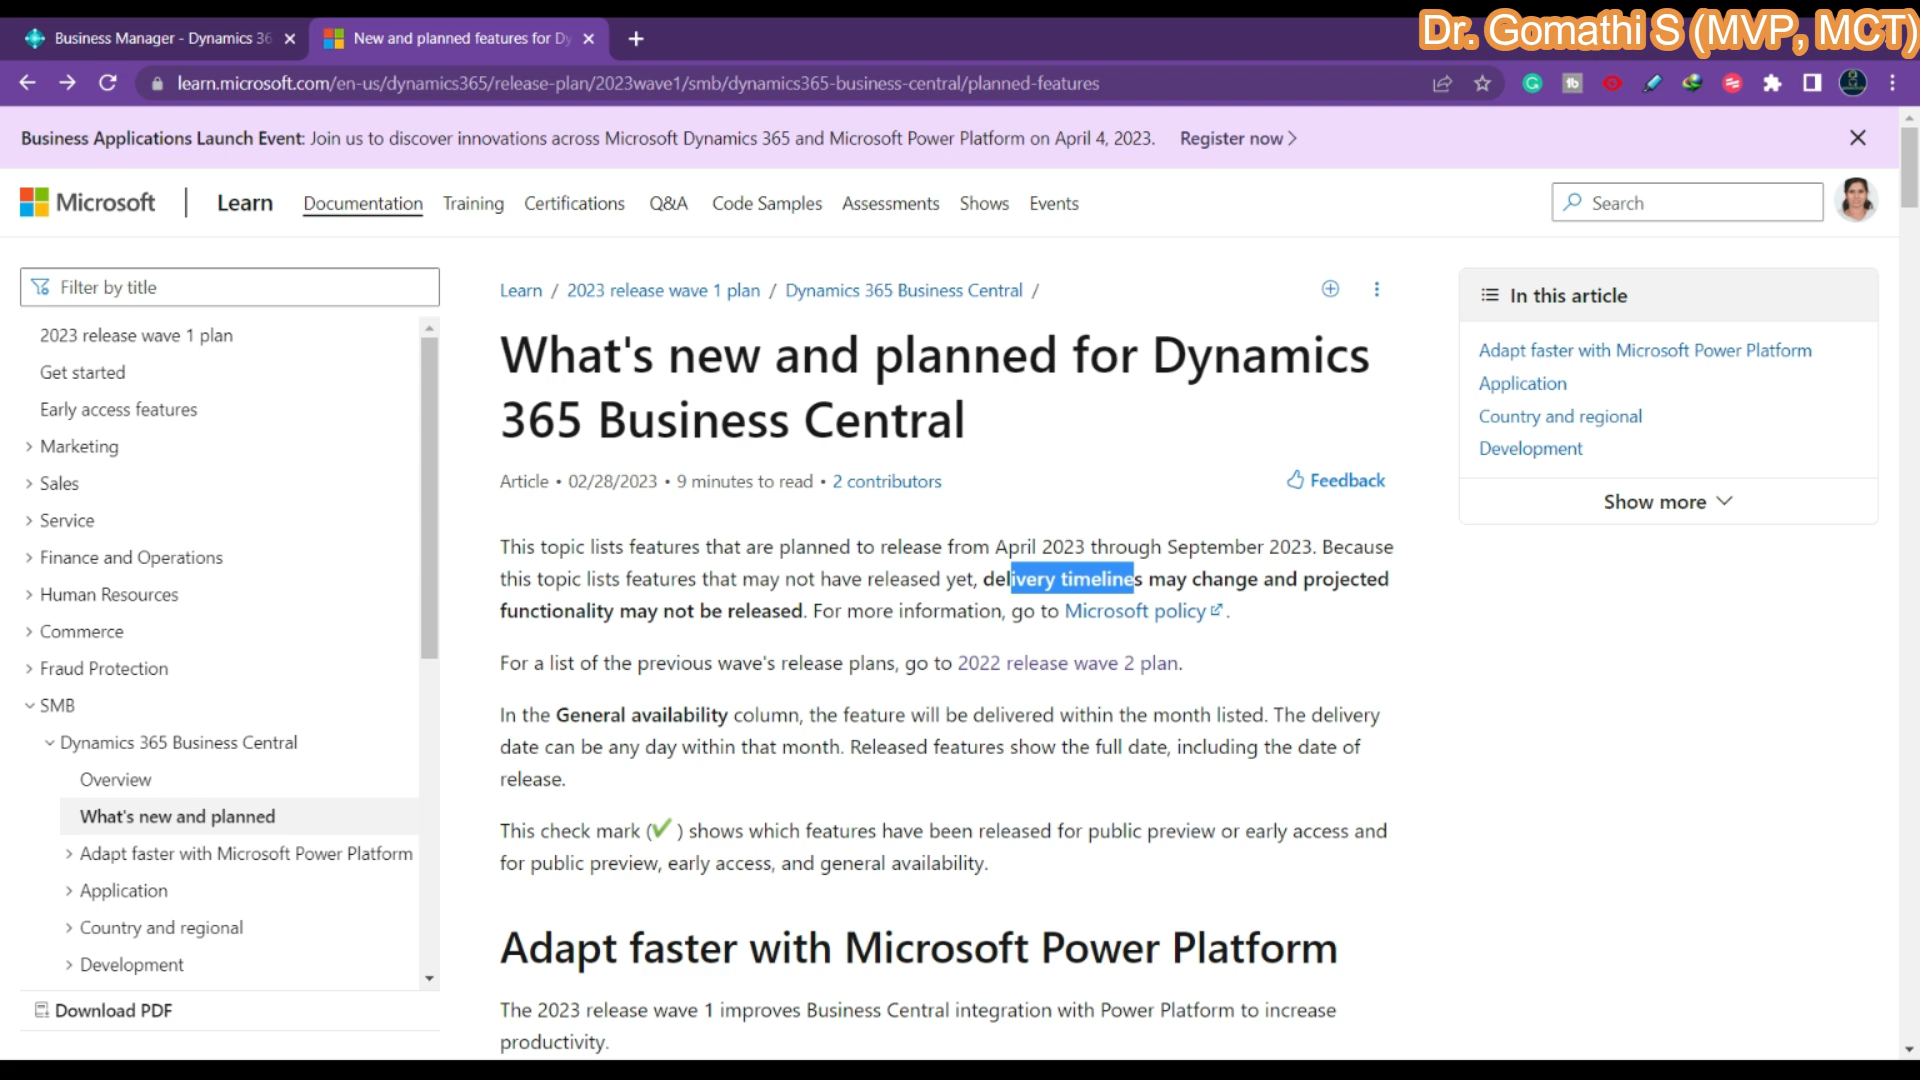 Dr. Gomathi S (MVP, MCT)
Business Manager - Dynamics 36
New and planned features for Dy
learn.microsoft.com/en-us/dynamics365/release-plan/2023wave1/smb/dynamics365-business-central/planned-features
Business Applications Launch Event: Join us to discover innovations across Microsoft Dynamics 365 and Microsoft Power Platform on April 4, 2023. Register now >
Microsoft | Learn Documentation Training Certifications Q&A Code Samples Assessments Shows Events
Search
Filter by title
2023 release wave 1 plan
Get started
Early access features
Marketing
Sales
Service
Finance and Operations
Human Resources
Commerce
Fraud Protection
SMB
Dynamics 365 Business Central
Overview
What's new and planned
Adapt faster with Microsoft Power Platform
Application
Country and regional
Development
Download PDF
Learn / 2023 release wave 1 plan / Dynamics 365 Business Central /
What's new and planned for Dynamics
365 Business Central
Article • 02/28/2023 • 9 minutes to read • 2 contributors
Feedback
This topic lists features that are planned to release from April 2023 through September 2023. Because
this topic lists features that may not have released yet, delivery timelines may change and projected
functionality may not be released. For more information, go to Microsoft policy.
For a list of the previous wave's release plans, go to 2022 release wave 2 plan.
In the General availability column, the feature will be delivered within the month listed. The delivery
date can be any day within that month. Released features show the full date, including the date of
release.
This check mark (✔) shows which features have been released for public preview or early access and
for public preview, early access, and general availability.
Adapt faster with Microsoft Power Platform
The 2023 release wave 1 improves Business Central integration with Power Platform to increase
productivity.
In this article
Adapt faster with Microsoft Power Platform
Application
Country and regional
Development
Show more